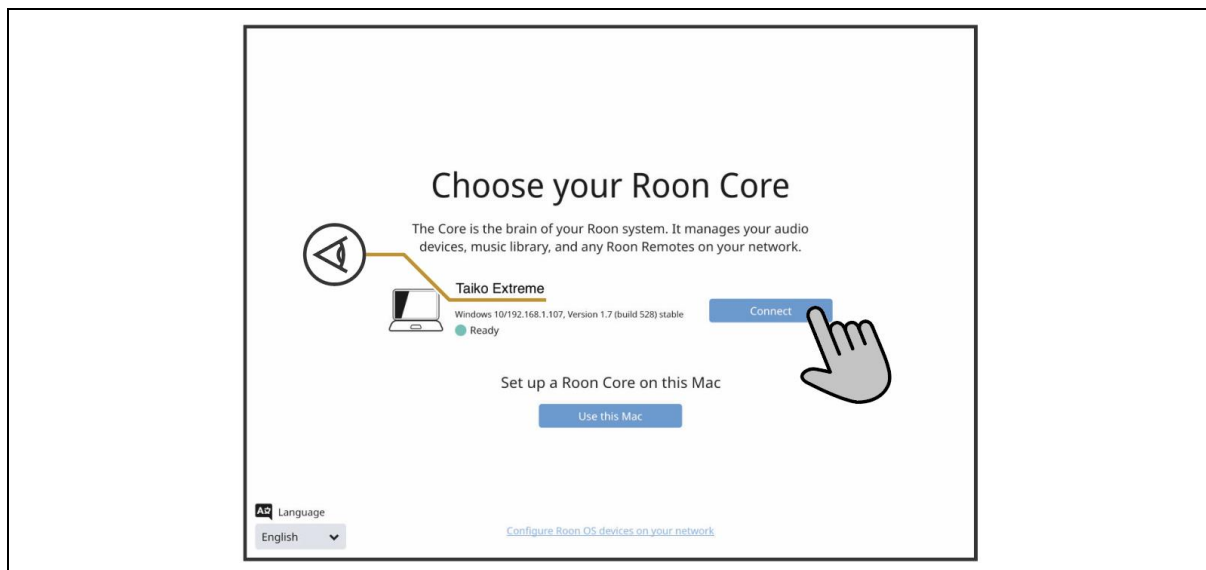 Choose your Roon Core
The Core is the brain of your Roon system. It manages your audio
devices, music library, and any Roon Remotes on your network.
Taiko Extreme
Windows 10/192.168.1.107, Version 1.7 (build 528) stable
Ready
Connect
Set up a Roon Core on this Mac
Use this Mac
Language
English
Configure Roon OS devices on your network